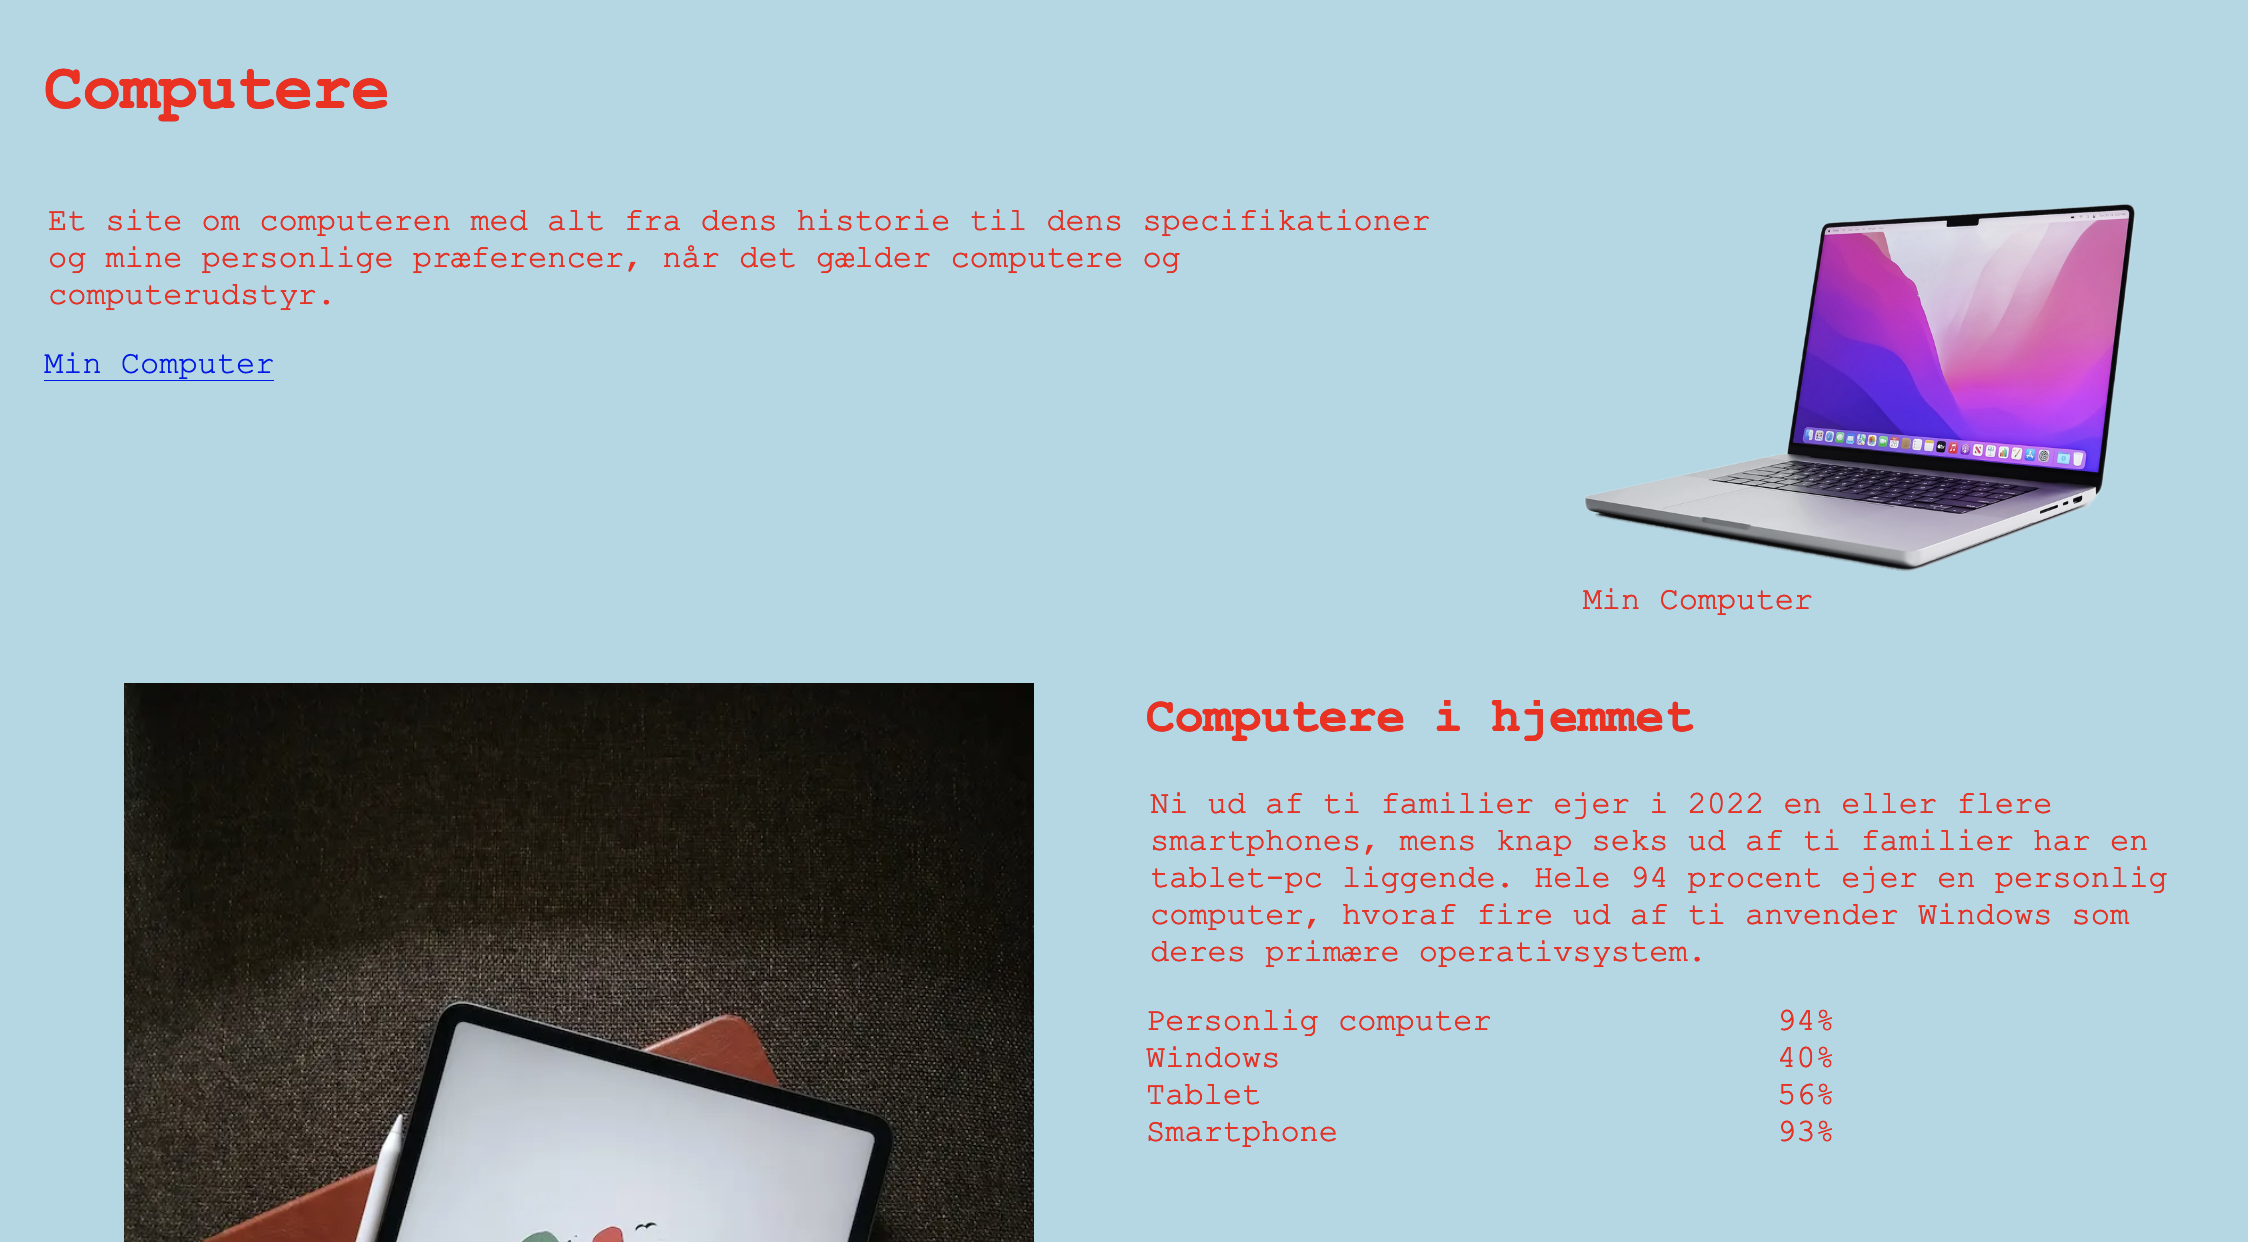 Computere
Et site om computeren med alt fra dens historie til dens specifikationer
og mine personlige præferencer, når det gælder computere og
computerudstyr.
Min Computer
Min Computer
Computere i hjemmet
Ni ud af ti familier ejer i 2022 en eller flere
smartphones, mens knap seks ud af ti familier har en
tablet-pc liggende. Hele 94 procent ejer en personlig
computer, hvoraf fire ud af ti anvender Windows som
deres primære operativsystem.
Personlig computer 94%
Windows 40%
Tablet 56%
Smartphone 93%